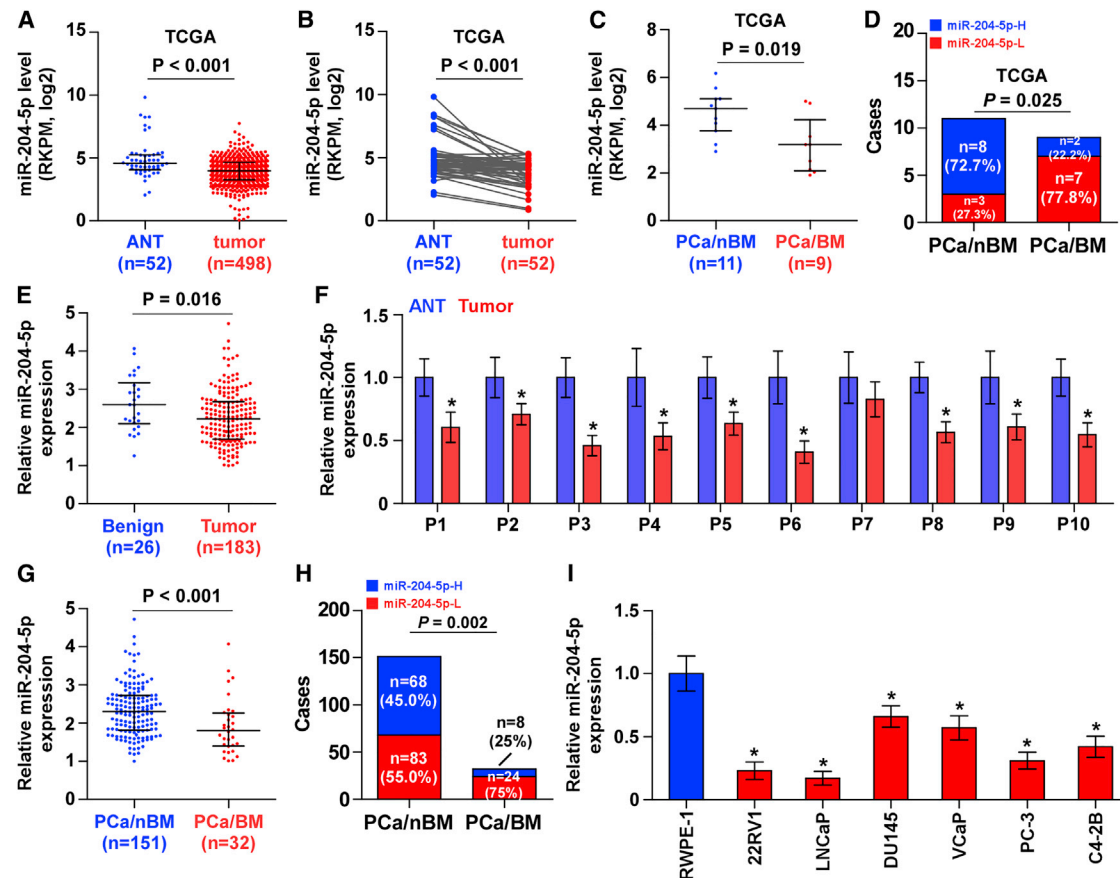 A
TCGA
P < 0.001
miR-204-5p level
(RKPM, log2)
15
10
5
0
ANT
(n=52)
tumor
(n=498)
B
TCGA
P < 0.001
miR-204-5p level
(RKPM, log2)
15
10
5
0
ANT
(n=52)
tumor
(n=52)
C
TCGA
P = 0.019
miR-204-5p level
(RKPM, log2)
8
6
4
2
0
PCa/nBM
(n=11)
PCa/BM
(n=9)
D
miR-204-5p-H
miR-204-5p-L
TCGA
P = 0.025
Cases
20
15
10
5
0
n=8
(72.7%)
n=3
(27.3%)
n=2
(22.2%)
n=7
(77.8%)
PCa/nBM
PCa/BM
E
P = 0.016
Relative miR-204-5p
expression
5
4
3
2
1
0
Benign
(n=26)
Tumor
(n=183)
F
ANT Tumor
Relative miR-204-5p
expression
1.5
1.0
0.5
0
* * * * * * * * *
P1 P2 P3 P4 P5 P6 P7 P8 P9 P10
G
P < 0.001
Relative miR-204-5p
expression
5
4
3
2
1
0
PCa/nBM
(n=151)
PCa/BM
(n=32)
H
miR-204-5p-H
miR-204-5p-L
P = 0.002
Cases
200
150
100
50
0
n=68
(45.0%)
n=83
(55.0%)
n=8
(25%)
n=24
(75%)
PCa/nBM
PCa/BM
I
Relative miR-204-5p
expression
1.5
1.0
0.5
0
* * * * * *
RWPE-1
22RV1
LNCaP
DU145
VCaP
PC-3
C4-2B